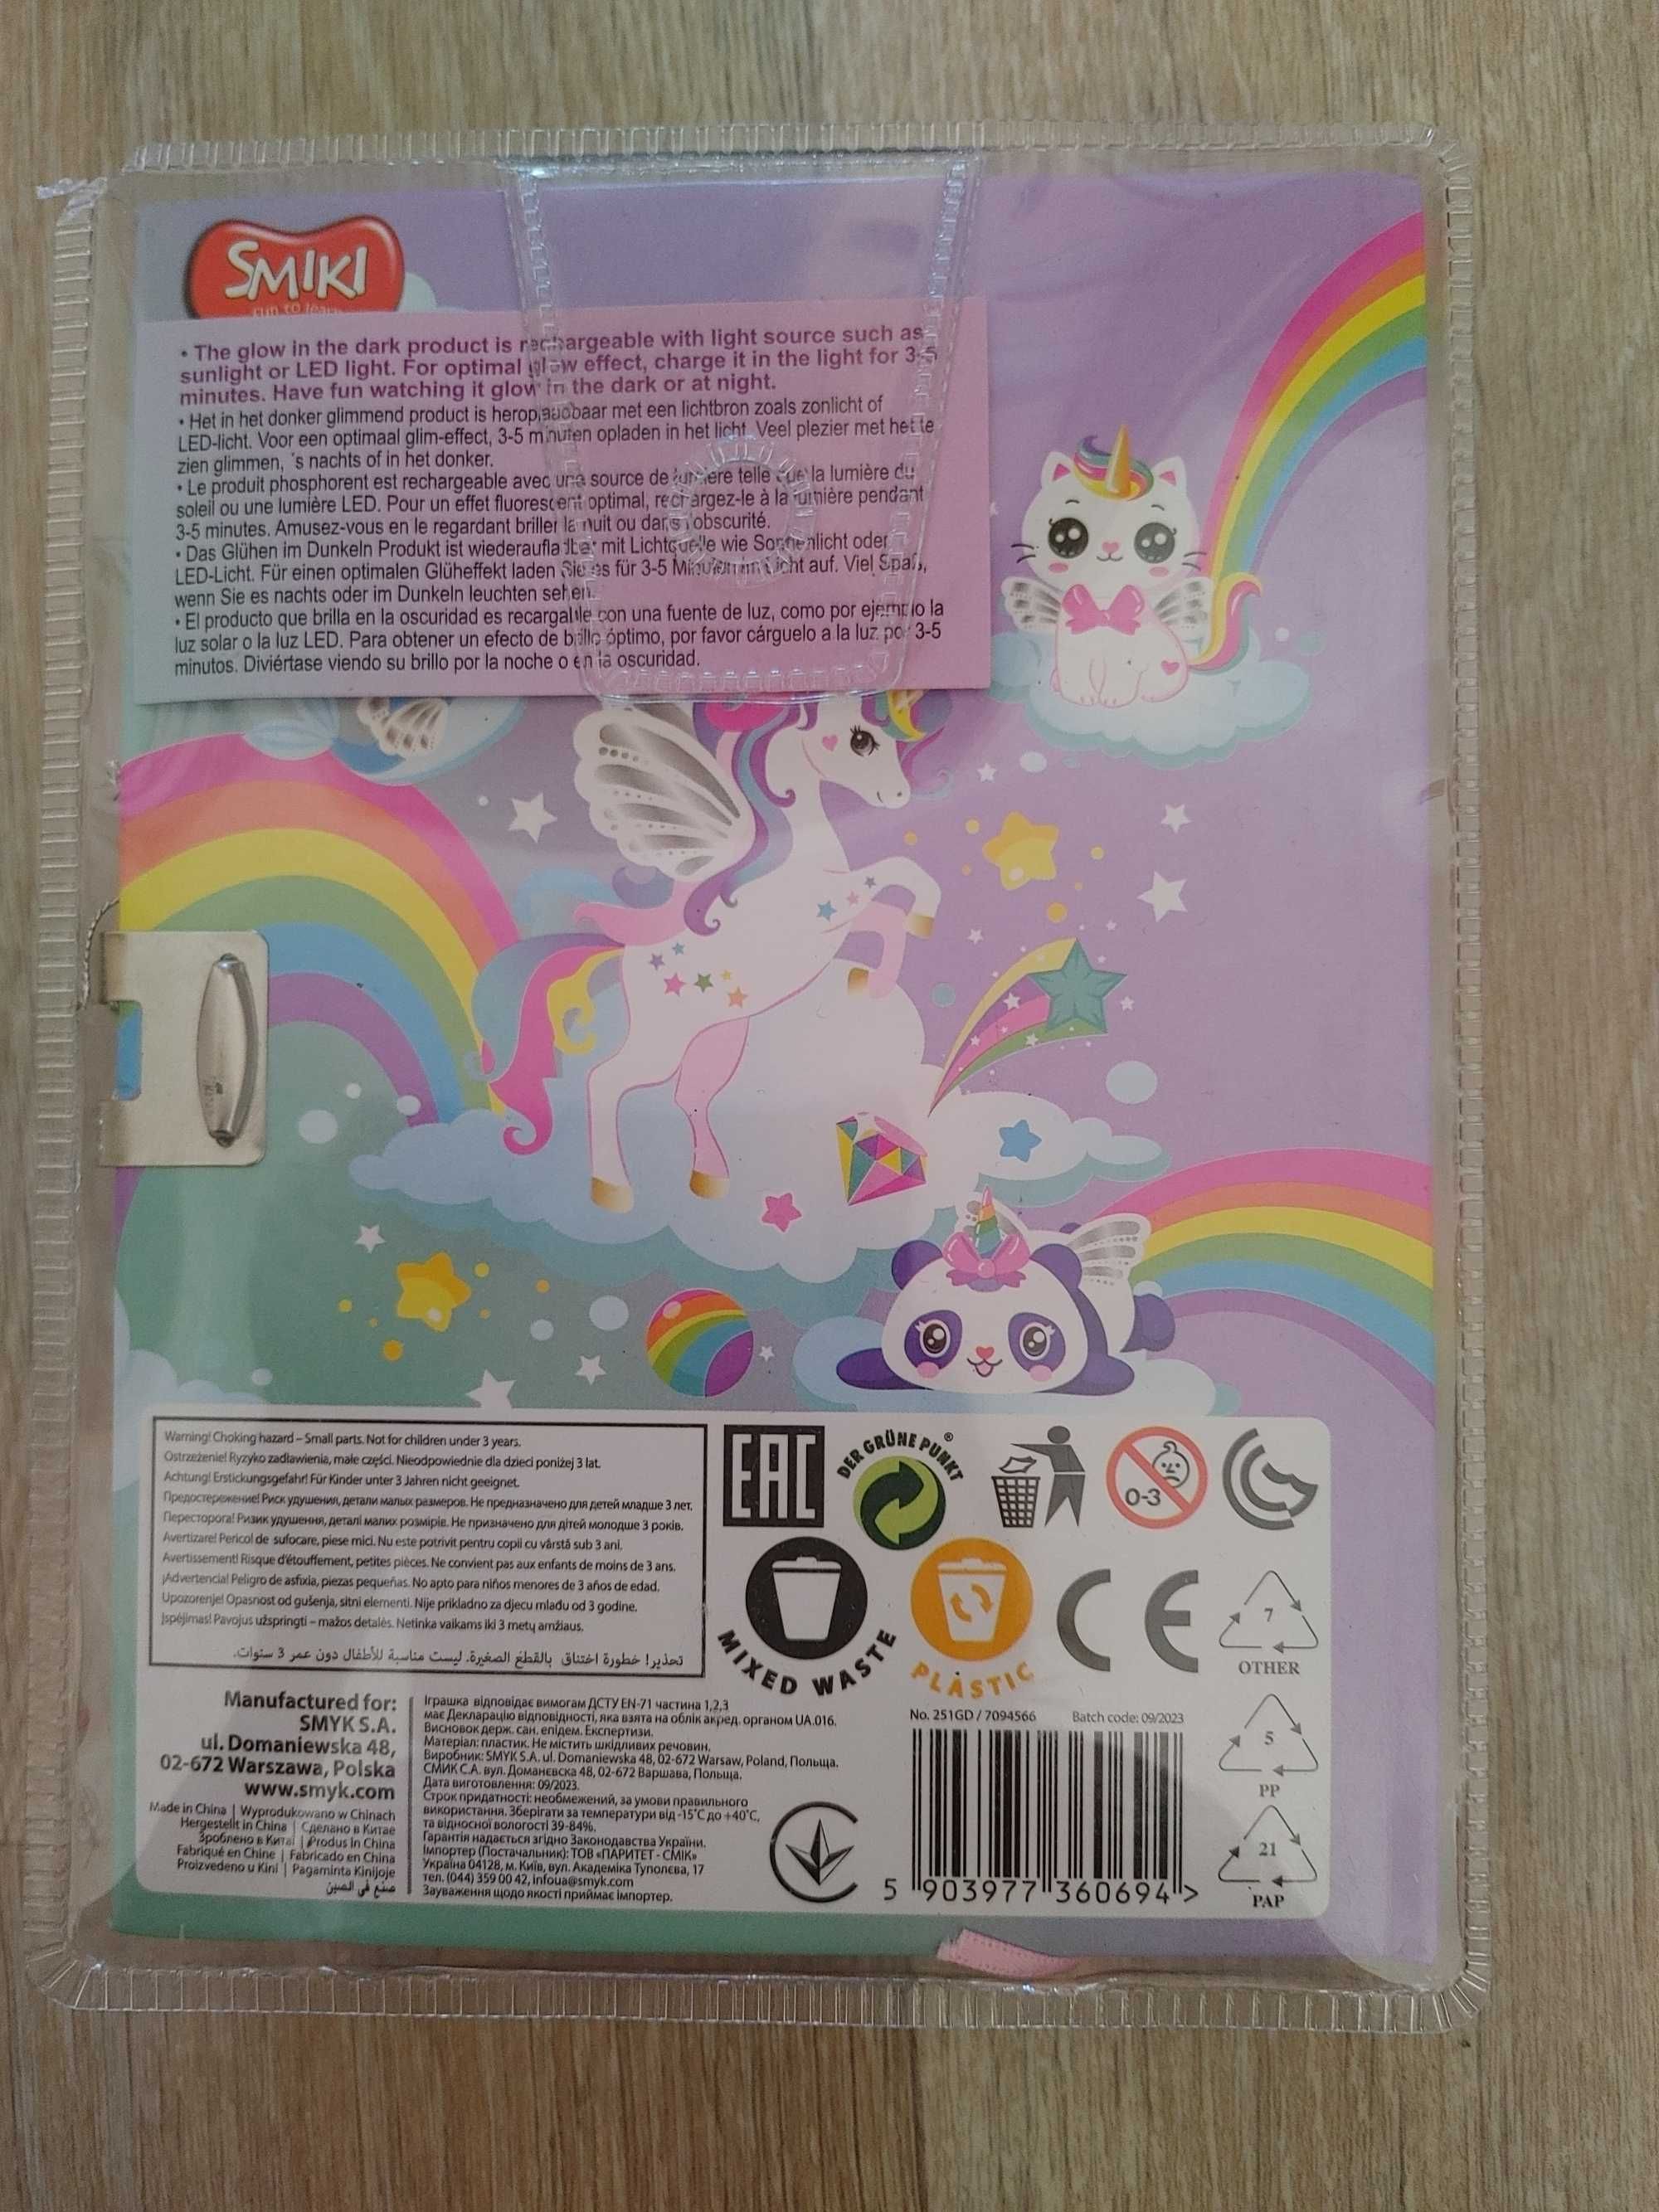 SMIKI
fun to learn
• The glow in the dark product is rechargeable with light source such as
sunlight or LED light. For optimal glow effect, charge it in the light for 3-5
minutes. Have fun watching it glow in the dark or at night.
• Het in het donker glimmend product is heroplaadbaar met een lichtbron zoals zonlicht of
LED-licht. Voor een optimaal glim-effect, 3-5 minuten opladen in het licht. Veel plezier met het te
zien glimmen, 's nachts of in het donker.
• Le produit phosphorent est rechargeable avec une source de lumière telle que la lumière du
soleil ou une lumière LED. Pour un effet fluorescent optimal, rechargez-le à la lumière pendant
3-5 minutes. Amusez-vous en le regardant briller la nuit ou dans l'obscurité.
• Das Glühen im Dunkeln Produkt ist wiederaufladbar mit Lichtquelle wie Sonnenlicht oder
LED-Licht. Für einen optimalen Glüheffekt laden Sie es für 3-5 Minuten im Licht auf. Viel Spaß,
wenn Sie es nachts oder im Dunkeln leuchten sehen.
• El producto que brilla en la oscuridad es recargable con una fuente de luz, como por ejemplo la
luz solar o la luz LED. Para obtener un efecto de brillo óptimo, por favor cárguelo a la luz por 3-5
minutos. Diviértase viendo su brillo por la noche o en la oscuridad.
Warning! Choking hazard – Small parts. Not for children under 3 years.
Ostrzeżenie! Ryzyko zadławienia, małe części. Nieodpowiednie dla dzieci poniżej 3 lat.
Achtung! Erstickungsgefahr! Für Kinder unter 3 Jahren nicht geeignet.
Предостережение! Риск удушения, детали малых размеров. Не предназначено для детей младше 3 лет.
Пересторога! Ризик удушення, деталі малих розмірів. Не призначено для дітей молодше 3 років.
Avertizare! Pericol de sufocare, piese mici. Nu este potrivit pentru copii cu vârstă sub 3 ani.
Avertissement! Risque d'étouffement, petites pièces. Ne convient pas aux enfants de moins de 3 ans.
¡Advertencia! Peligro de asfixia, piezas pequeñas. No apto para niños menores de 3 años de edad.
Upozorenje! Opasnost od gušenja, sitni elementi. Nije prikladno za djecu mlađu od 3 godine.
Įspėjimas! Pavojus užspringti – mažos detalės. Netinka vaikams iki 3 metų amžiaus.
تحذير! خطورة اختناق بالقطع الصغيرة. ليست مناسبة للأطفال دون عمر 3 سنوات.
EAC
DER GRÜNE PUNKT ®
0-3
MIXED WASTE
PLASTIC
CE
7
OTHER
5
PP
21
PAP
Manufactured for:
SMYK S.A.
ul. Domaniewska 48,
02-672 Warszawa, Polska
www.smyk.com
Made in China | Wyprodukowano w Chinach
Hergestellt in China | Сделано в Китае
Зроблено в Китаї | Produs în China
Fabriqué en Chine | Fabricado en China
Proizvedeno u Kini | Pagaminta Kinijoje
صنع في الصين
Іграшка відповідає вимогам ДСТУ EN-71 частина 1,2,3
має Декларацію відповідності, яка взята на облік акред. органом UA.016.
Висновок держ. сан. епідем. Експертизи.
Матеріал: пластик. Не містить шкідливих речовин.
Виробник: SMYK S.A. ul. Domaniewska 48, 02-672 Warsaw, Poland, Польща.
СМИК С.А. вул. Доманєвска 48, 02-672 Варшава, Польща.
Дата виготовлення: 09/2023.
Строк придатності: необмежений, за умови правильного
використання. Зберігати за температури від -15°С до +40°С,
та відносної вологості 39-84%.
Гарантія надається згідно Законодавства України.
Імпортер (Постачальник): ТОВ «ПАРИТЕТ - СМІК»
Україна 04128, м. Київ, вул. Академіка Туполєва, 17
тел. (044) 359 00 42, infoua@smyk.com
Зауваження щодо якості приймає імпортер.
No. 251GD / 7094566 Batch code: 09/2023
5 903977 360694 >